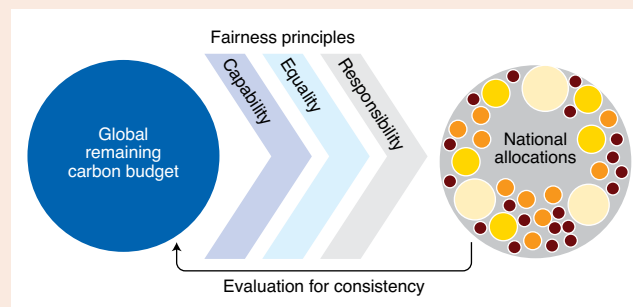 Fairness principles
Capability
Equality
Responsibility
Global
remaining
carbon budget
National
allocations
Evaluation for consistency